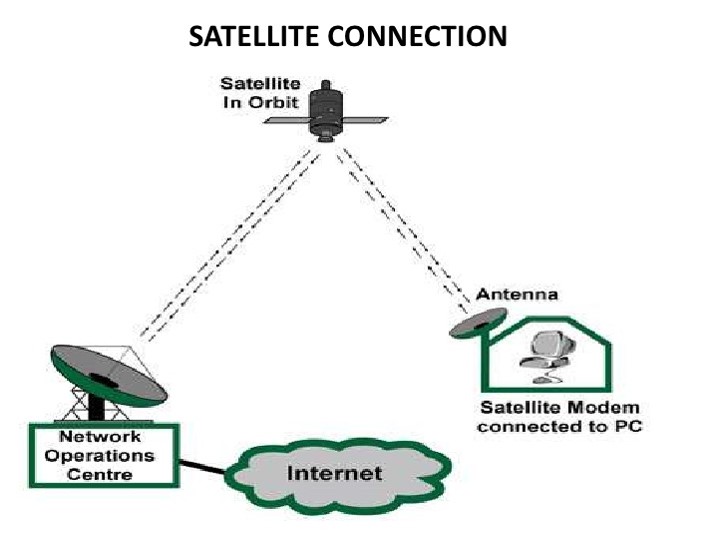 SATELLITE CONNECTION
Satellite
In Orbit
Antenna
Satellite Modem
connected to PC
Network
Operations
Centre
Internet